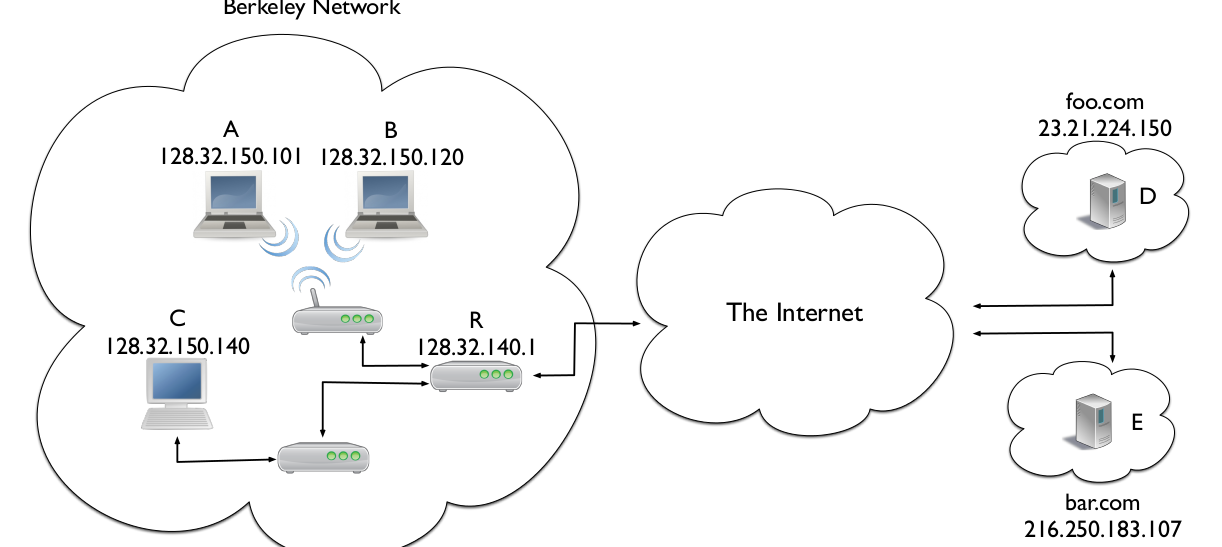 Berkeley Network
A
128.32.150.101
B
128.32.150.120
C
128.32.150.140
R
128.32.140.1
The Internet
foo.com
23.21.224.150
D
E
bar.com
216.250.183.107